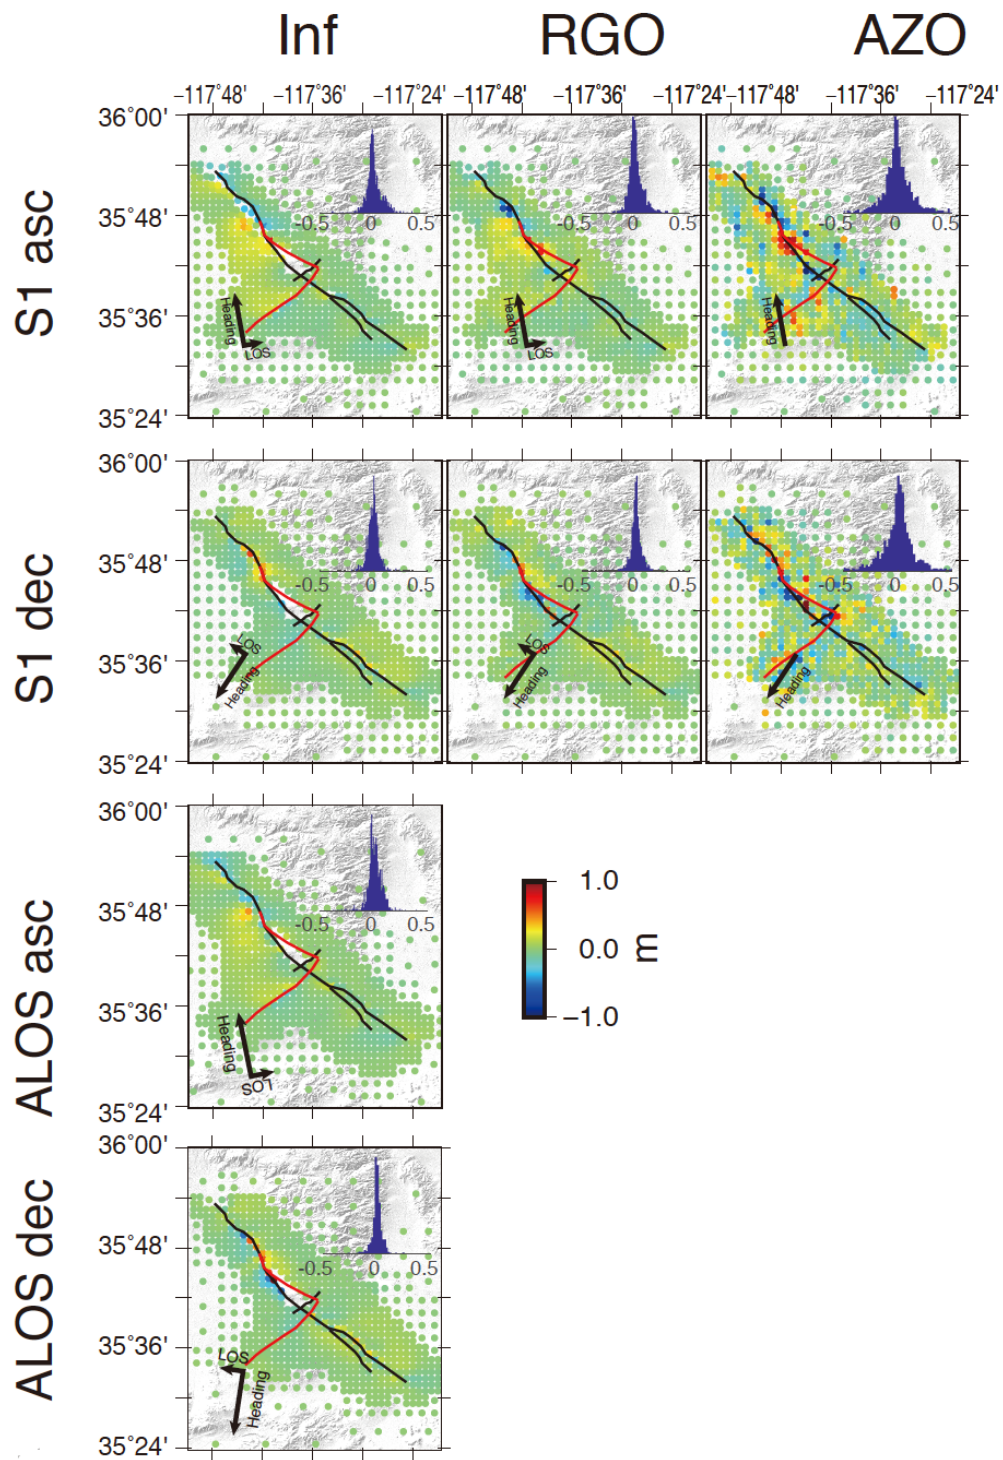 Inf RGO AZO
−117°48' −117°36' −117°24' −117°48' −117°36' −117°24' −117°48' −117°36' −117°24'
S1 asc
36°00'
35°48'
35°36'
35°24'
-0.5 0 0.5
Heading
LOS
-0.5 0 0.5
Heading
LOS
-0.5 0 0.5
Heading
S1 dec
36°00'
35°48'
35°36'
35°24'
-0.5 0 0.5
LOS
Heading
-0.5 0 0.5
LOS
Heading
-0.5 0 0.5
Heading
ALOS asc
36°00'
35°48'
35°36'
35°24'
-0.5 0 0.5
Heading
LOS
1.0
0.0
−1.0
m
ALOS dec
36°00'
35°48'
35°36'
35°24'
-0.5 0 0.5
LOS
Heading